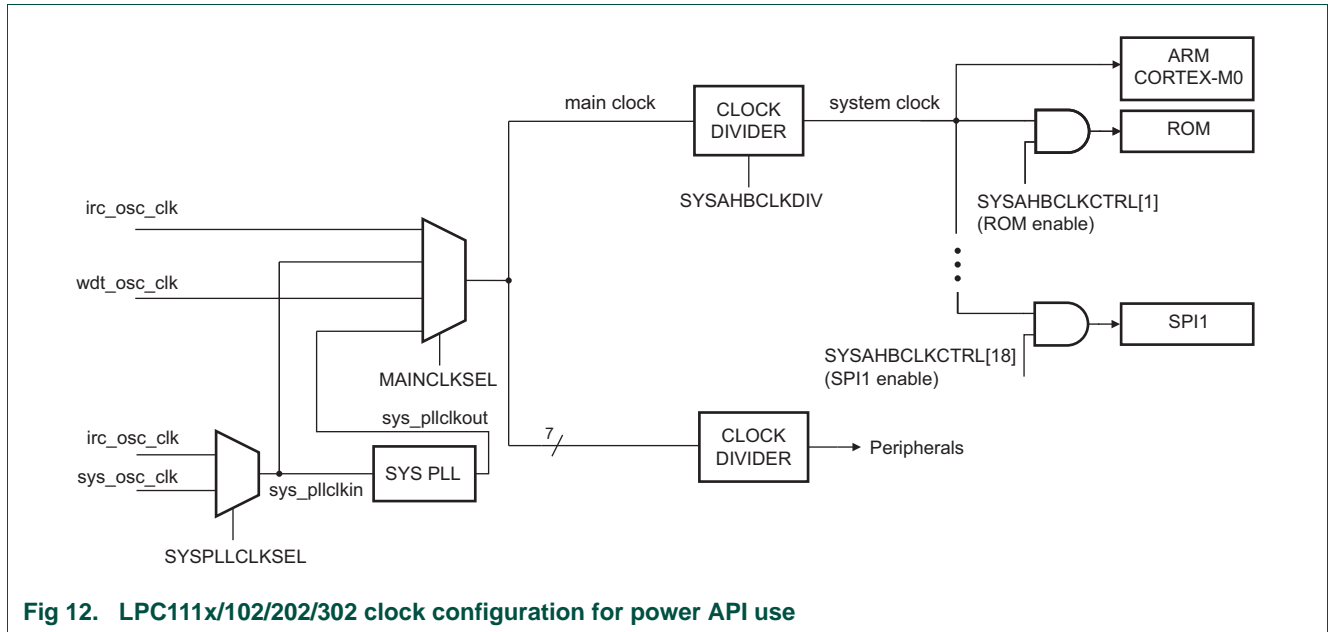 ARM
CORTEX-M0
main clock
CLOCK
DIVIDER
system clock
ROM
SYSAHBCLKDIV
SYSAHBCLKCTRL[1]
(ROM enable)
irc_osc_clk
wdt_osc_clk
SPI1
SYSAHBCLKCTRL[18]
(SPI1 enable)
MAINCLKSEL
sys_pllclkout
irc_osc_clk
sys_osc_clk
sys_pllclkin
SYS PLL
7
CLOCK
DIVIDER
Peripherals
SYSPLLCLKSEL
Fig 12. LPC111x/102/202/302 clock configuration for power API use